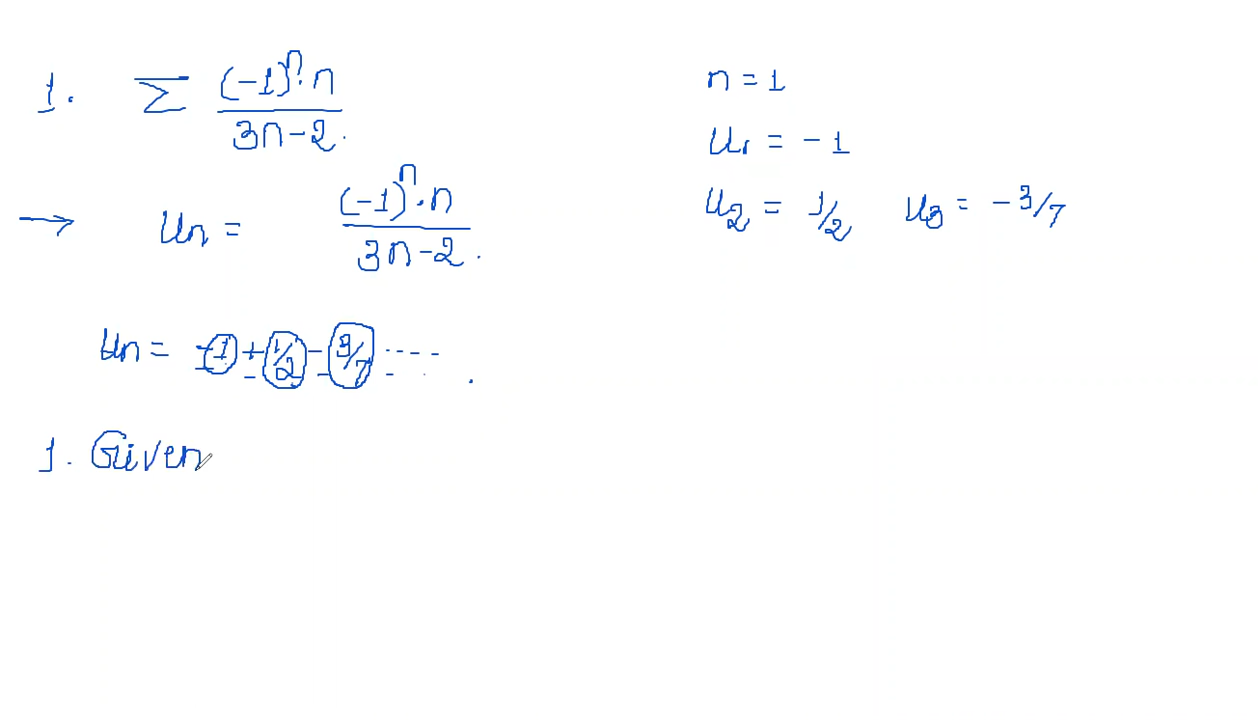 1. Σ (-1)^n · n / 3n-2.
n = 1
u₁ = -1
→ Un = (-1)^n · n / 3n-2.
u₂ = 1/2 u₃ = -3/7
Un = -1 + 1/2 - 3/7 ----- .
1. Given